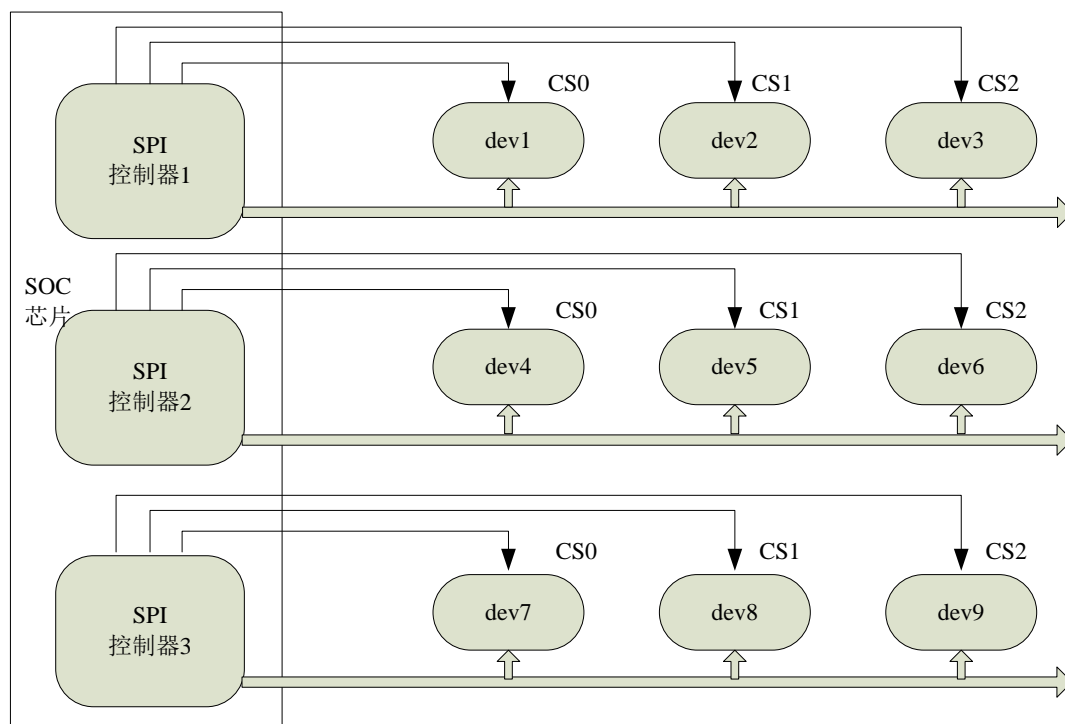 CS0
CS1
CS2
SPI
控制器1
dev1
dev2
dev3
SOC
芯片
CS0
CS1
CS2
SPI
控制器2
dev4
dev5
dev6
CS0
CS1
CS2
SPI
控制器3
dev7
dev8
dev9